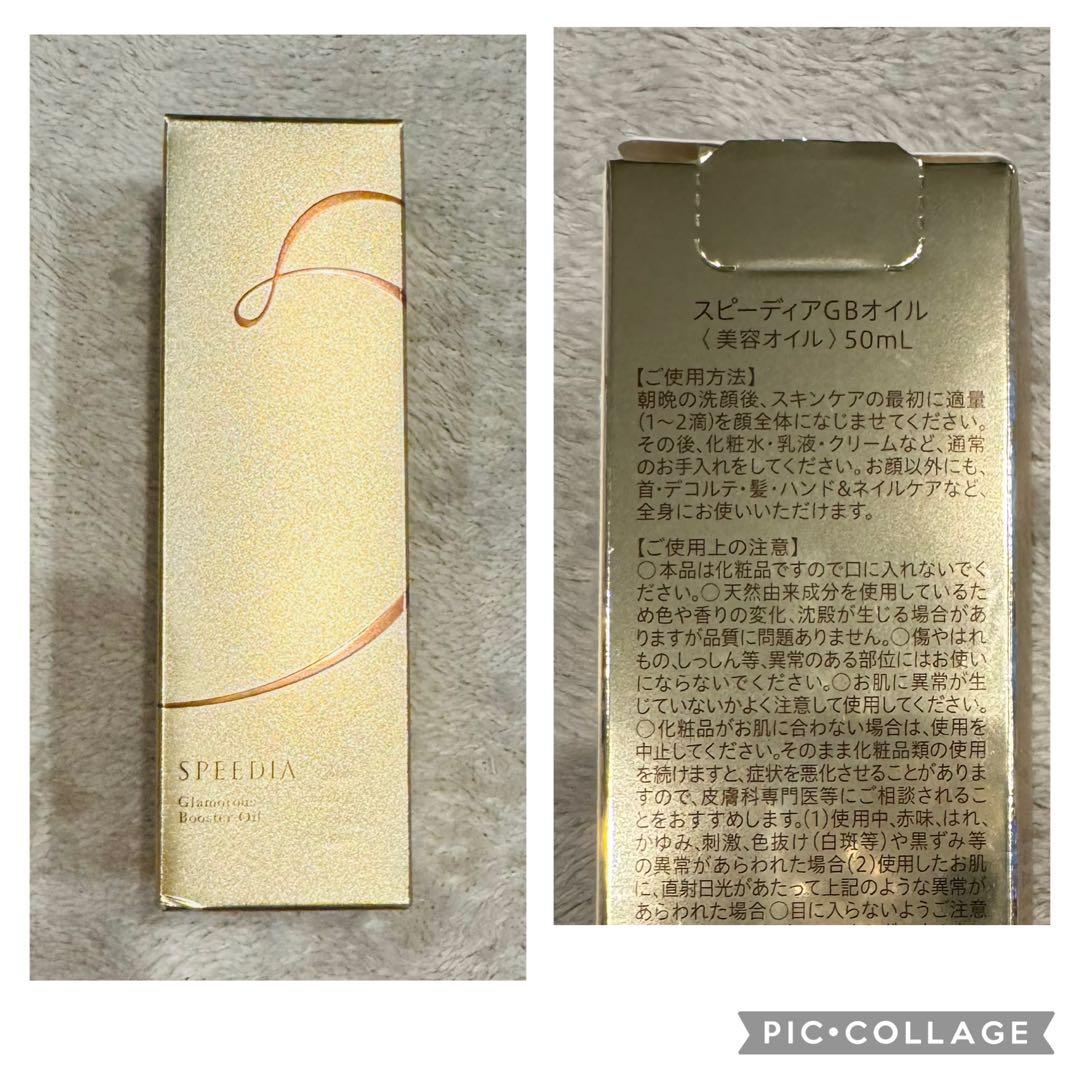 SPEEDIA
Glamorous
Booster Oil
スピーディアGBオイル
〈美容オイル〉50mL
【ご使用方法】
朝晩の洗顔後、スキンケアの最初に適量
(1〜2滴)を顔全体になじませてください。
その後、化粧水・乳液・クリームなど、通常
のお手入れをしてください。お顔以外にも、
首・デコルテ・髪・ハンド&ネイルケアなど、
全身にお使いいただけます。
【ご使用上の注意】
○本品は化粧品ですので口に入れないでく
ださい。○天然由来成分を使用しているた
め色や香りの変化、沈殿が生じる場合があ
りますが品質に問題ありません。○傷やはれ
もの、しっしん等、異常のある部位にはお使い
にならないでください。○お肌に異常が生
じていないかよく注意して使用してください。
○化粧品がお肌に合わない場合は、使用を
中止してください。そのまま化粧品類の使用
を続けますと、症状を悪化させることがありま
すので、皮膚科専門医等にご相談されるこ
とをおすすめします。(1)使用中、赤味、はれ、
かゆみ、刺激、色抜け(白斑等)や黒ずみ等
の異常があらわれた場合(2)使用したお肌
に、直射日光があたって上記のような異常が
あらわれた場合○目に入らないようご注意
PIC•COLLAGE